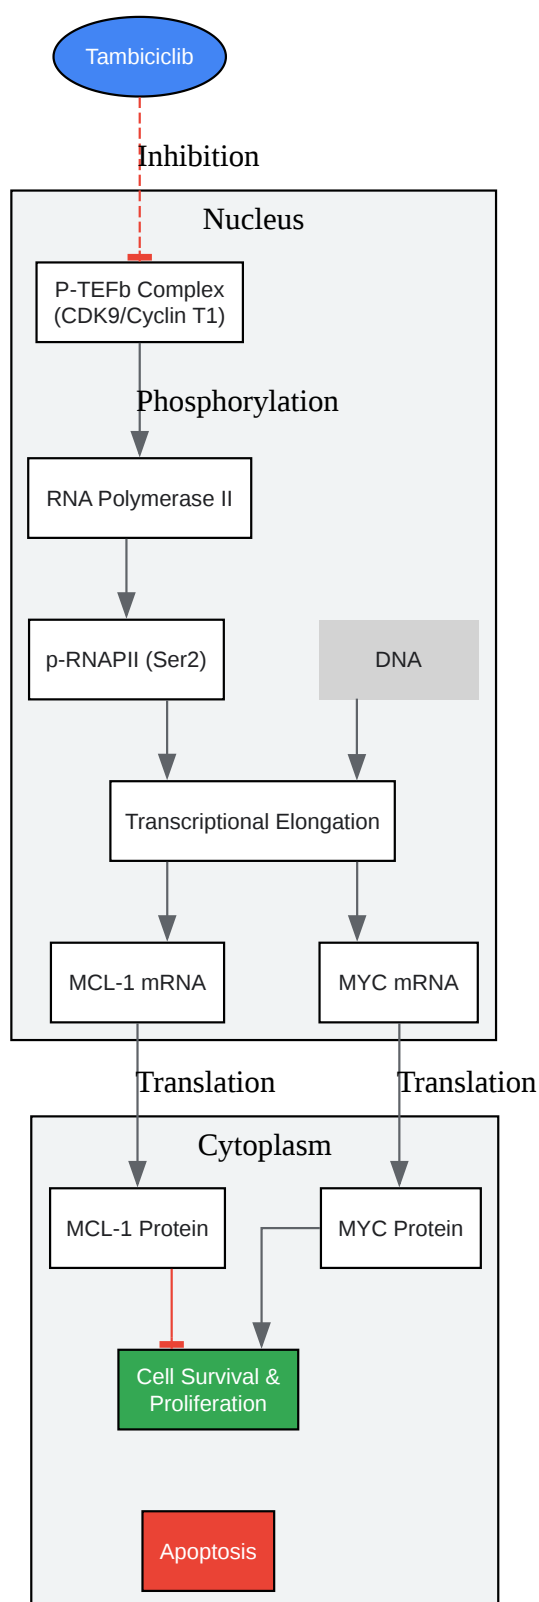 Tambiciclib
Inhibition
Nucleus
P-TEFb Complex
(CDK9/Cyclin T1)
Phosphorylation
RNA Polymerase II
p-RNAPII (Ser2)
DNA
Transcriptional Elongation
MCL-1 mRNA
MYC mRNA
Translation
Translation
Cytoplasm
MCL-1 Protein
MYC Protein
Cell Survival &
Proliferation
Apoptosis